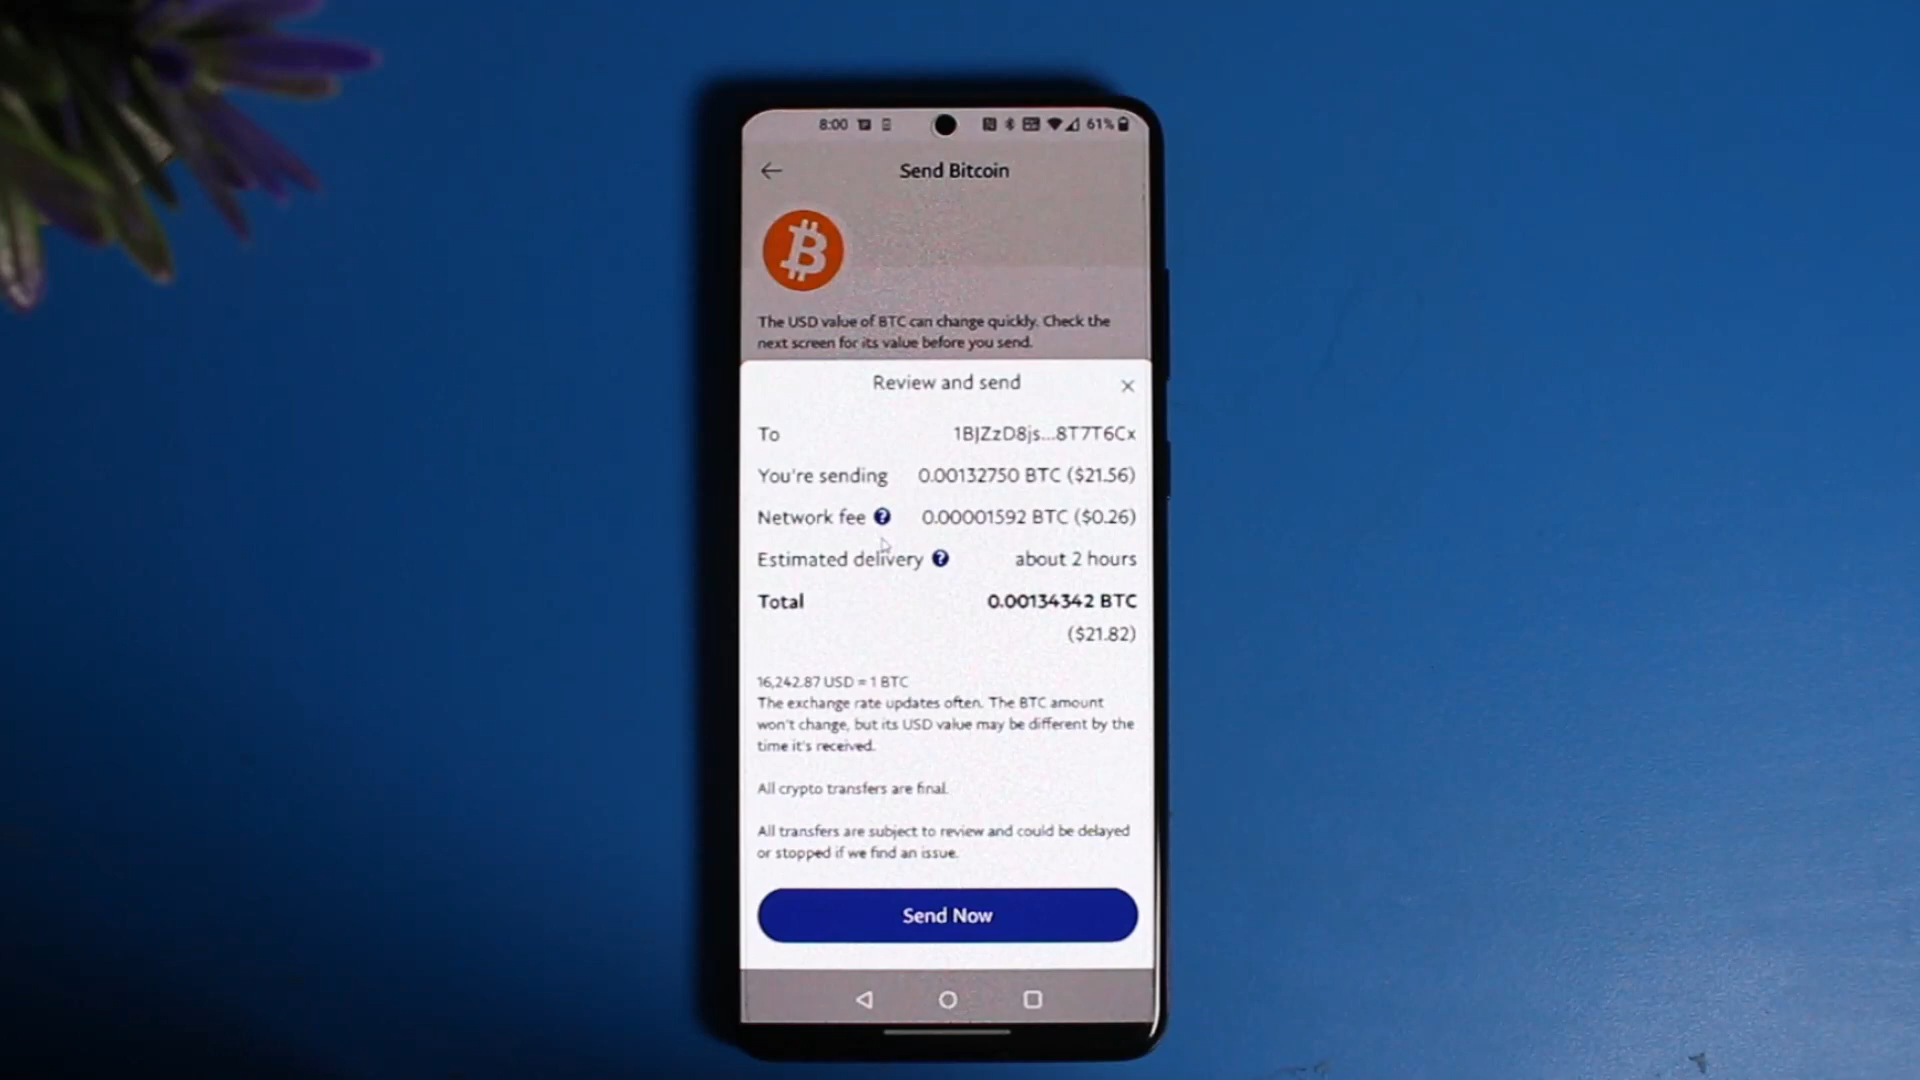 8:00 61%
Send Bitcoin
The USD value of BTC can change quickly. Check the
next screen for its value before you send.
Review and send
To 1BJZzD8js...8T7T6Cx
You're sending 0.00132750 BTC ($21.56)
Network fee ? 0.00001592 BTC ($0.26)
Estimated delivery ? about 2 hours
Total 0.00134342 BTC
($21.82)
16,242.87 USD = 1 BTC
The exchange rate updates often. The BTC amount
won't change, but its USD value may be different by the
time it's received.
All crypto transfers are final.
All transfers are subject to review and could be delayed
or stopped if we find an issue.
Send Now